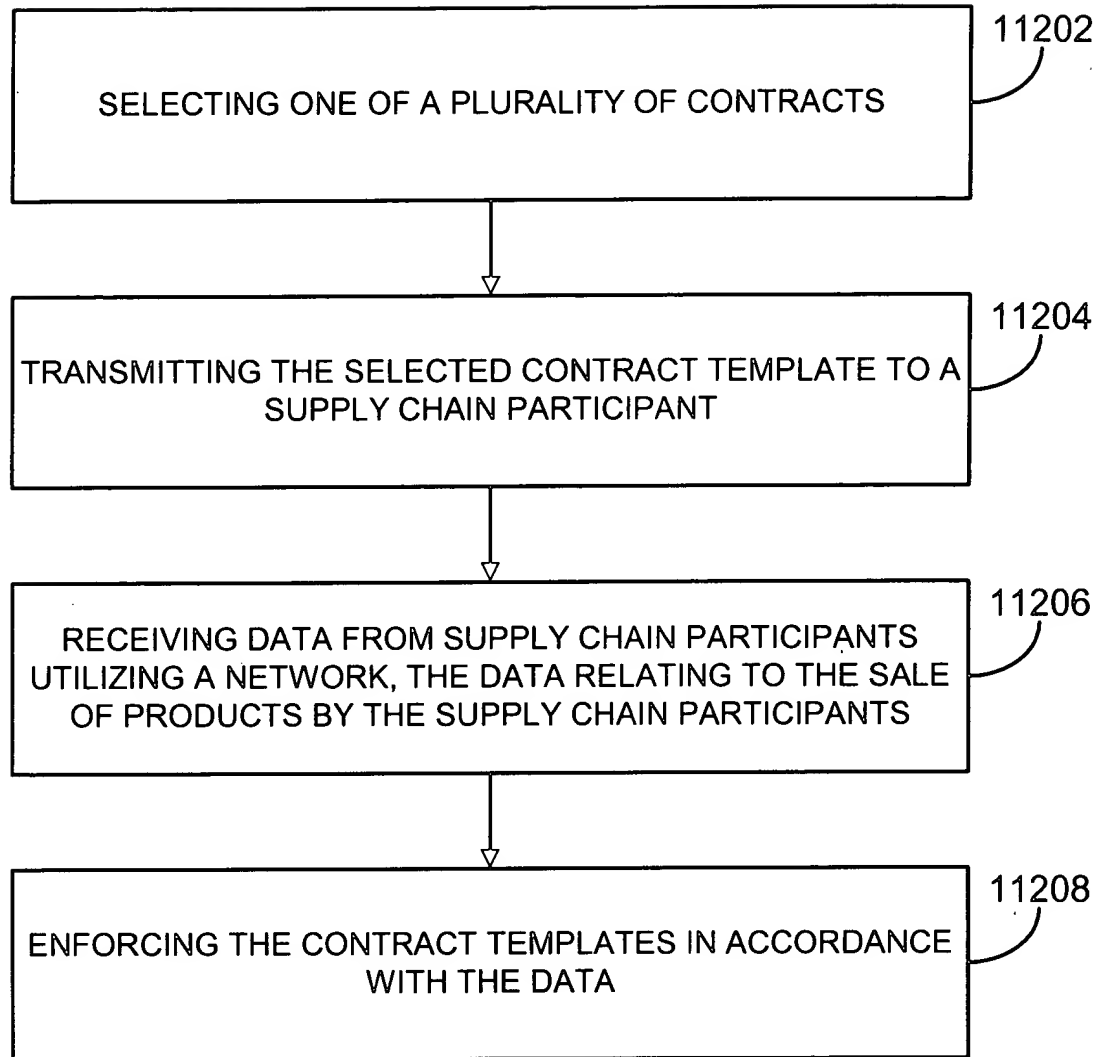 11202
SELECTING ONE OF A PLURALITY OF CONTRACTS
11204
TRANSMITTING THE SELECTED CONTRACT TEMPLATE TO A
SUPPLY CHAIN PARTICIPANT
11206
RECEIVING DATA FROM SUPPLY CHAIN PARTICIPANTS
UTILIZING A NETWORK, THE DATA RELATING TO THE SALE
OF PRODUCTS BY THE SUPPLY CHAIN PARTICIPANTS
11208
ENFORCING THE CONTRACT TEMPLATES IN ACCORDANCE
WITH THE DATA